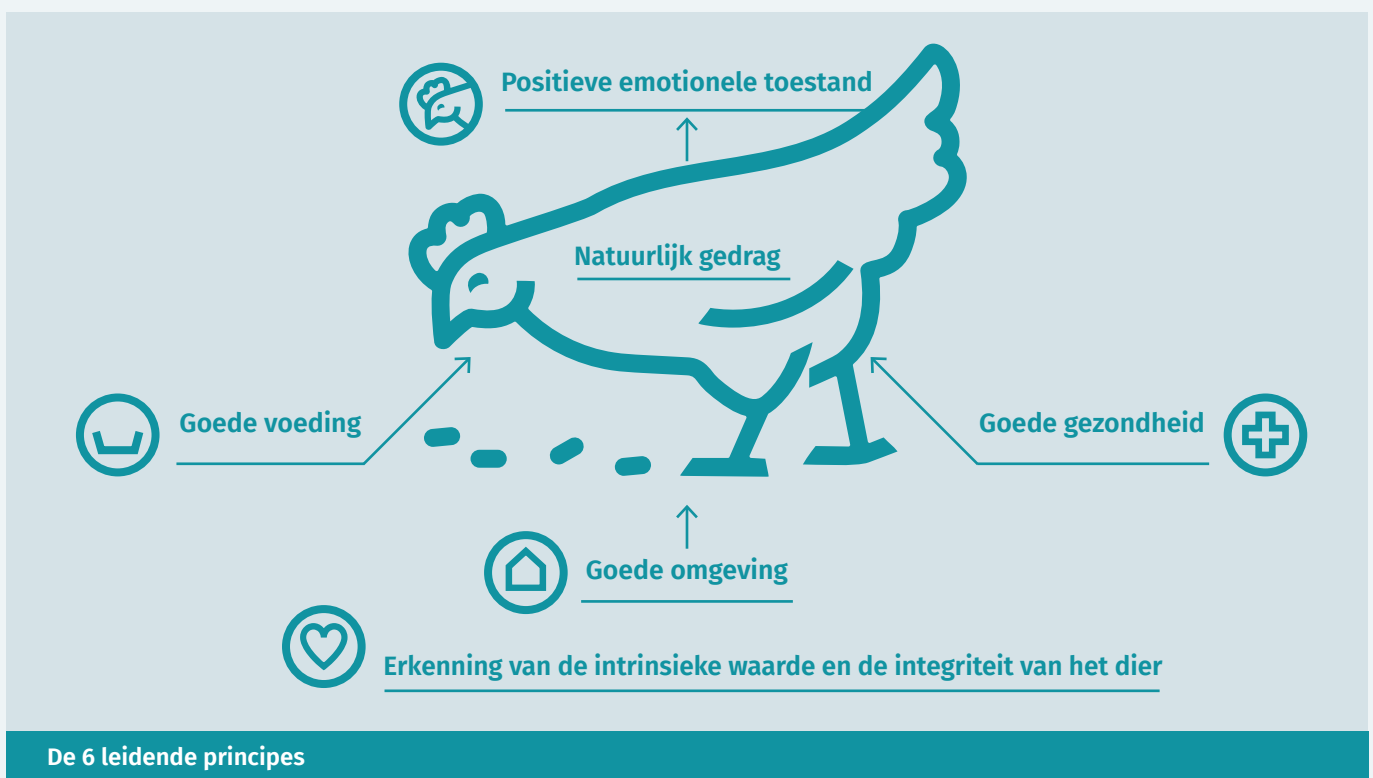 Positieve emotionele toestand
Natuurlijk gedrag
Goede voeding
Goede gezondheid
Goede omgeving
Erkenning van de intrinsieke waarde en de integriteit van het dier
De 6 leidende principes